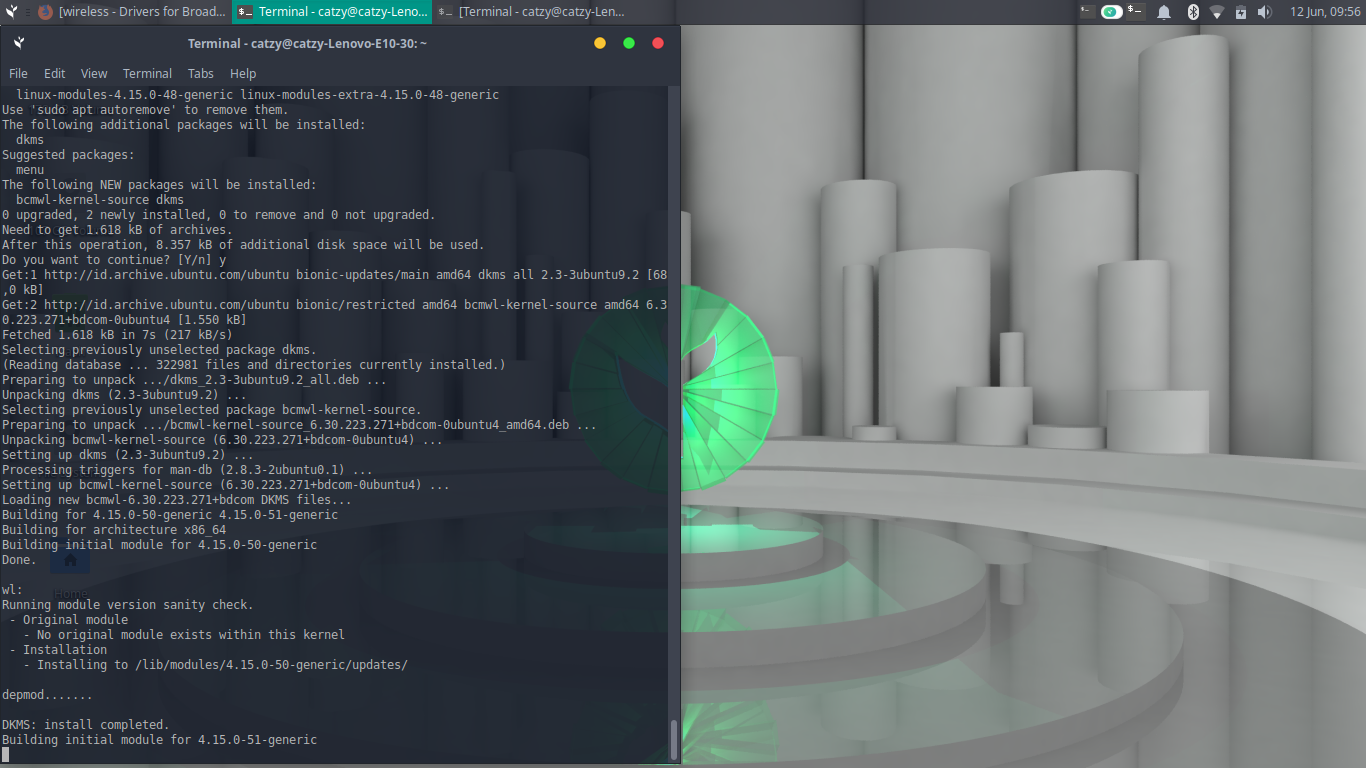 [wireless - Drivers for Broad...
Terminal - catzy@catzy-Leno...
[Terminal - catzy@catzy-Len...
12 Jun, 09:56
Terminal - catzy@catzy-Lenovo-E10-30: ~
File Edit View Terminal Tabs Help
linux-modules-4.15.0-48-generic linux-modules-extra-4.15.0-48-generic
Use 'sudo apt autoremove' to remove them.
The following additional packages will be installed:
dkms
Suggested packages:
menu
The following NEW packages will be installed:
bcmwl-kernel-source dkms
0 upgraded, 2 newly installed, 0 to remove and 0 not upgraded.
Need to get 1.618 kB of archives.
After this operation, 8.357 kB of additional disk space will be used.
Do you want to continue? [Y/n] y
Get:1 http://id.archive.ubuntu.com/ubuntu bionic-updates/main amd64 dkms all 2.3-3ubuntu9.2 [68
,0 kB]
Get:2 http://id.archive.ubuntu.com/ubuntu bionic/restricted amd64 bcmwl-kernel-source amd64 6.3
0.223.271+bdcom-0ubuntu4 [1.550 kB]
Fetched 1.618 kB in 7s (217 kB/s)
Selecting previously unselected package dkms.
(Reading database ... 322981 files and directories currently installed.)
Preparing to unpack .../dkms_2.3-3ubuntu9.2_all.deb ...
Unpacking dkms (2.3-3ubuntu9.2) ...
Selecting previously unselected package bcmwl-kernel-source.
Preparing to unpack .../bcmwl-kernel-source_6.30.223.271+bdcom-0ubuntu4_amd64.deb ...
Unpacking bcmwl-kernel-source (6.30.223.271+bdcom-0ubuntu4) ...
Setting up dkms (2.3-3ubuntu9.2) ...
Processing triggers for man-db (2.8.3-2ubuntu0.1) ...
Setting up bcmwl-kernel-source (6.30.223.271+bdcom-0ubuntu4) ...
Loading new bcmwl-6.30.223.271+bdcom DKMS files...
Building for 4.15.0-50-generic 4.15.0-51-generic
Building for architecture x86_64
Building initial module for 4.15.0-50-generic
Done.
Home
wl:
Running module version sanity check.
- Original module
- No original module exists within this kernel
- Installation
- Installing to /lib/modules/4.15.0-50-generic/updates/
depmod.......
DKMS: install completed.
Building initial module for 4.15.0-51-generic